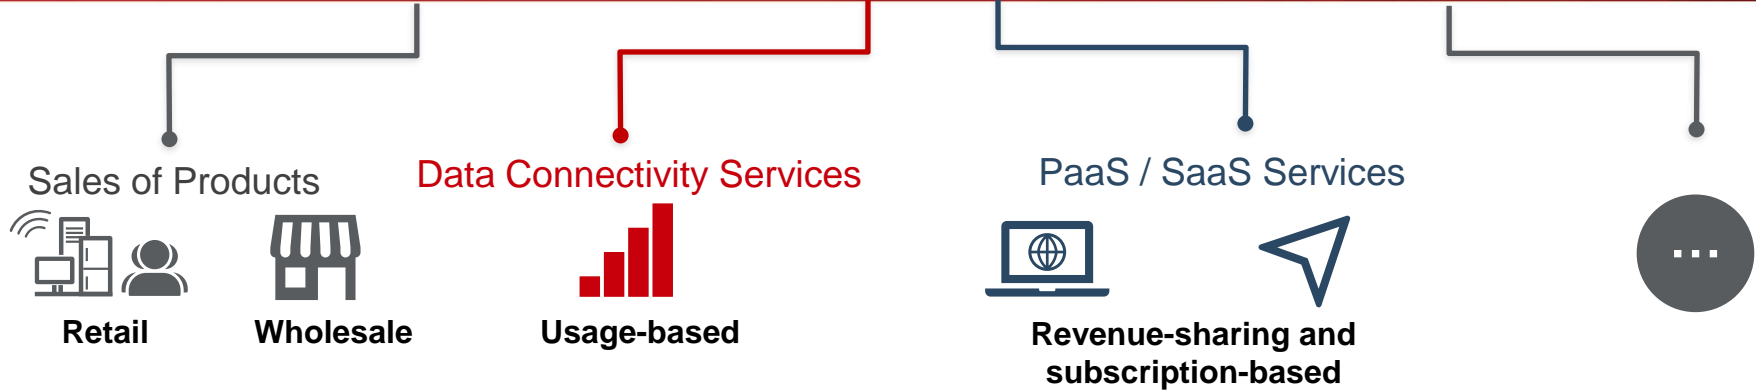 Sales of Products
Data Connectivity Services
PaaS / SaaS Services
...
Retail
Wholesale
Usage-based
Revenue-sharing and
subscription-based